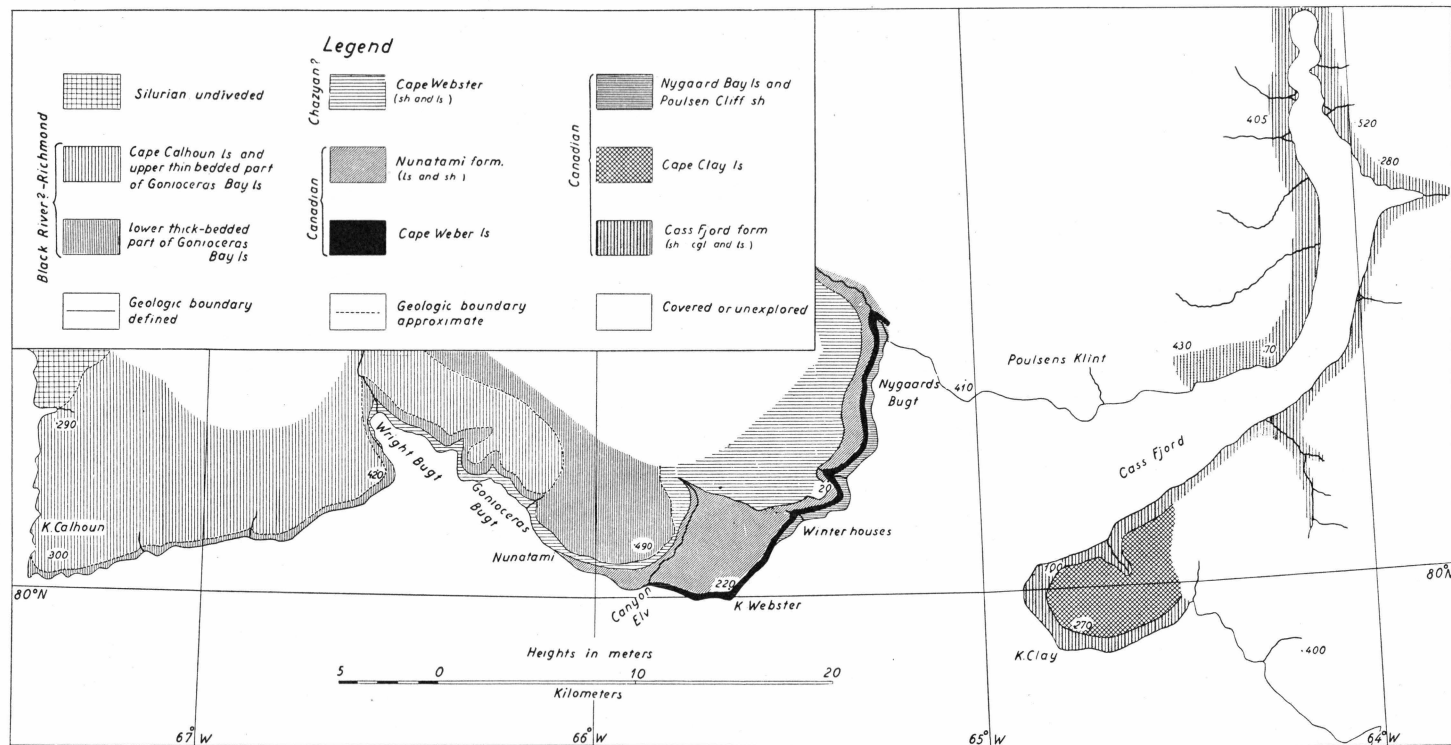 Legend
Silurian undiveded
Black River?-Richmond
Cape Calhoun ls and
upper thin bedded part
of Gonioceras Bay ls
lower thick-bedded
part of Gonioceras
Bay ls
Geologic boundary
defined
Chazyan?
Cape Webster
(sh and ls)
Canadian
Nunatami form.
(ls and sh)
Cape Weber ls
Geologic boundary
approximate
Canadian
Nygaard Bay ls and
Poulsen Cliff sh
Cape Clay ls
Cass Fjord form
(sh cgl and ls)
Covered or unexplored
405
520
280
430
70
Poulsens Klint
410
Nygaards
Bugt
Cass Fjord
290
420
Wright Bugt
Gonioceras
Bugt
20
Winterhouses
K.Calhoun
300
Nunatami
490
220
100
80°N
80°N
Canyon
Elv
K Webster
270
K.Clay
400
Heights in meters
5 0 10 20
Kilometers
67°W
66°W
65°W
64°W